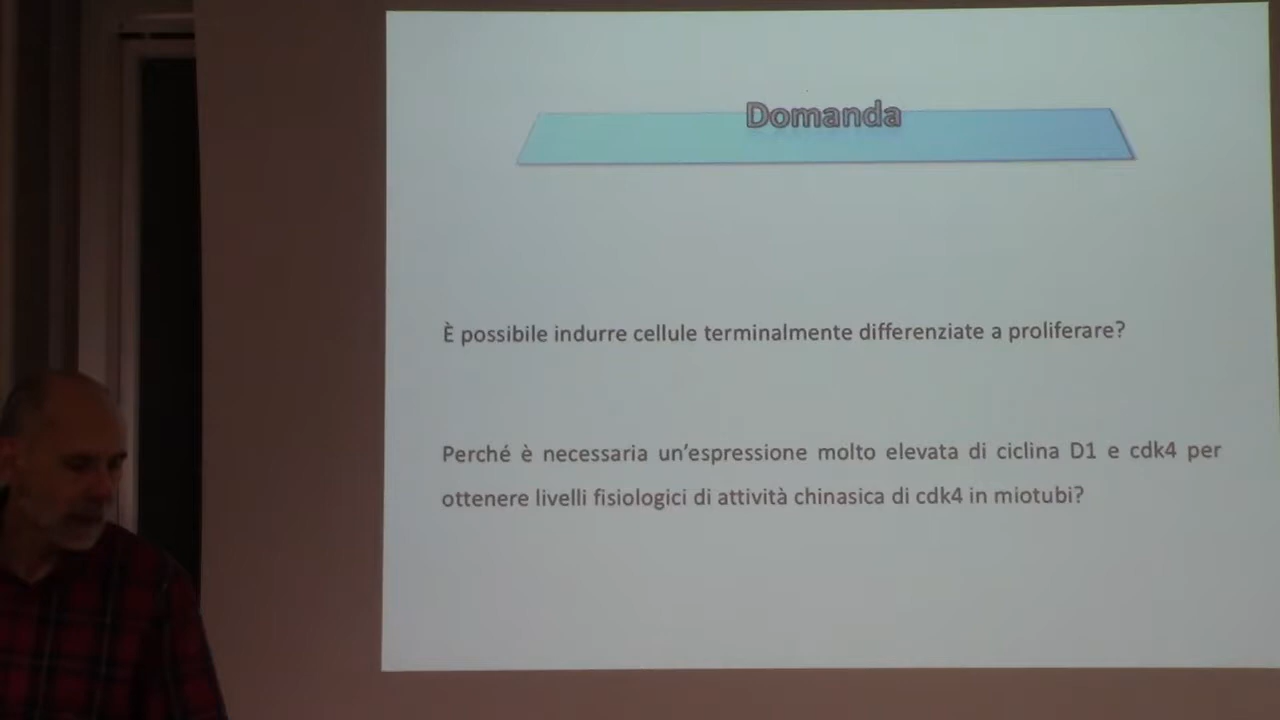 Domanda
È possibile indurre cellule terminalmente differenziate a proliferare?
Perché è necessaria un'espressione molto elevata di ciclina D1 e cdk4 per
ottenere livelli fisiologici di attività chinasica di cdk4 in miotubi?